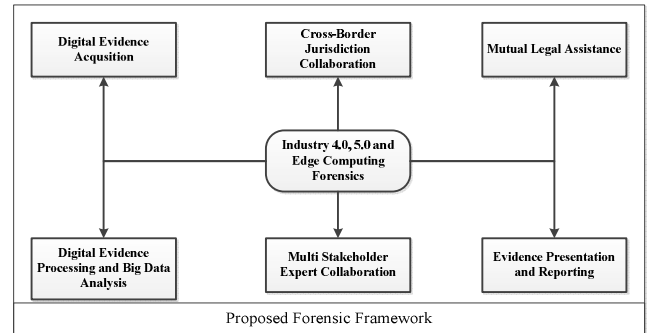 Digital Evidence
Acqusition
Cross-Border
Jurisdiction
Collaboration
Mutual Legal Assistance
Industry 4.0, 5.0 and
Edge Computing
Forensics
Digital Evidence
Processing and Big Data
Analysis
Multi Stakeholder
Expert Collaboration
Evidence Presentation
and Reporting
Proposed Forensic Framework